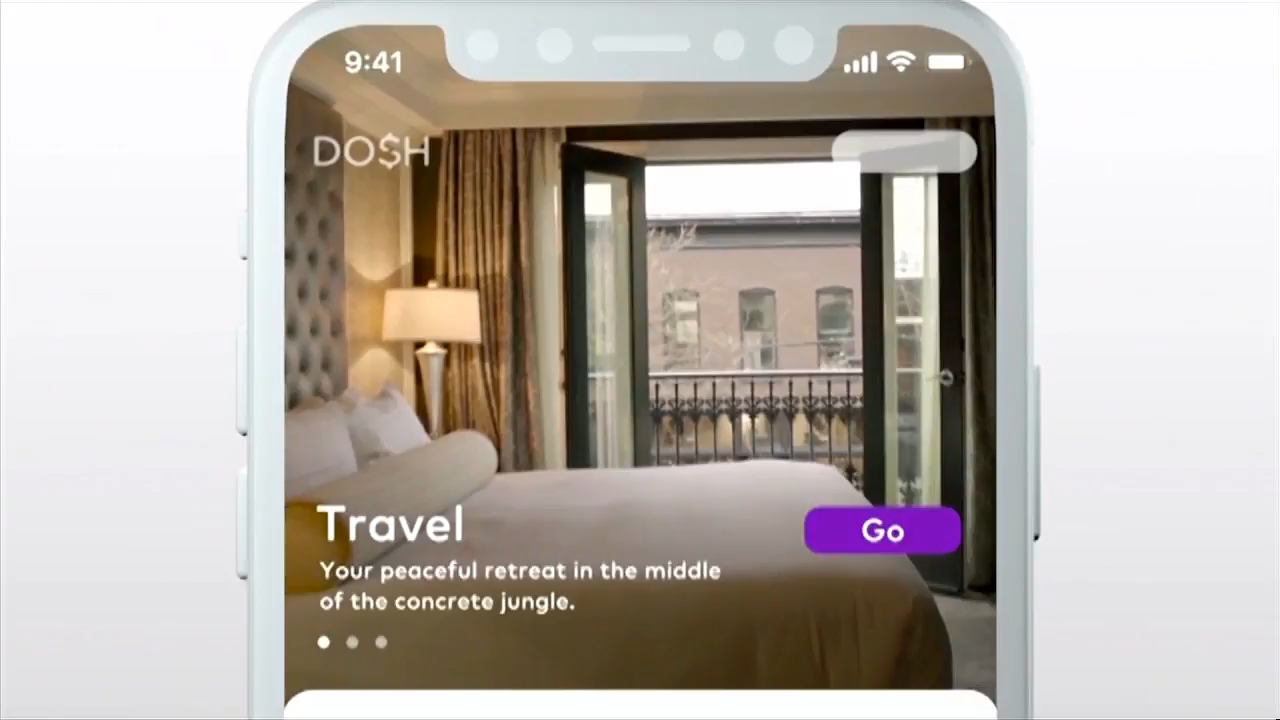 9:41
DO$H
Travel
Go
Your peaceful retreat in the middle
of the concrete jungle.